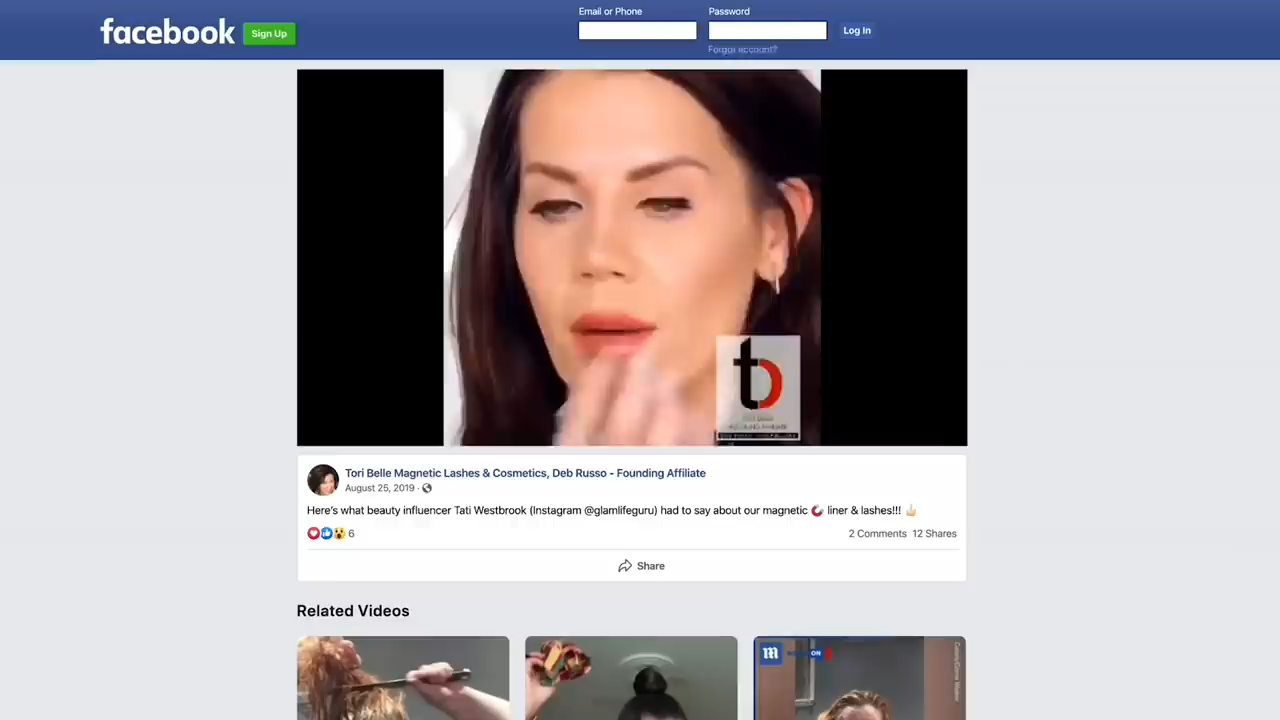 facebook
Sign Up
Email or Phone
Password
Log In
Forgot account?
tb
Tori Belle Magnetic Lashes & Cosmetics, Deb Russo - Founding Affiliate
August 25, 2019 ·
Here's what beauty influencer Tati Westbrook (Instagram @glamlifeguru) had to say about our magnetic 🧲 liner & lashes!!! 👆
6
2 Comments 12 Shares
Share
Related Videos
m
ON